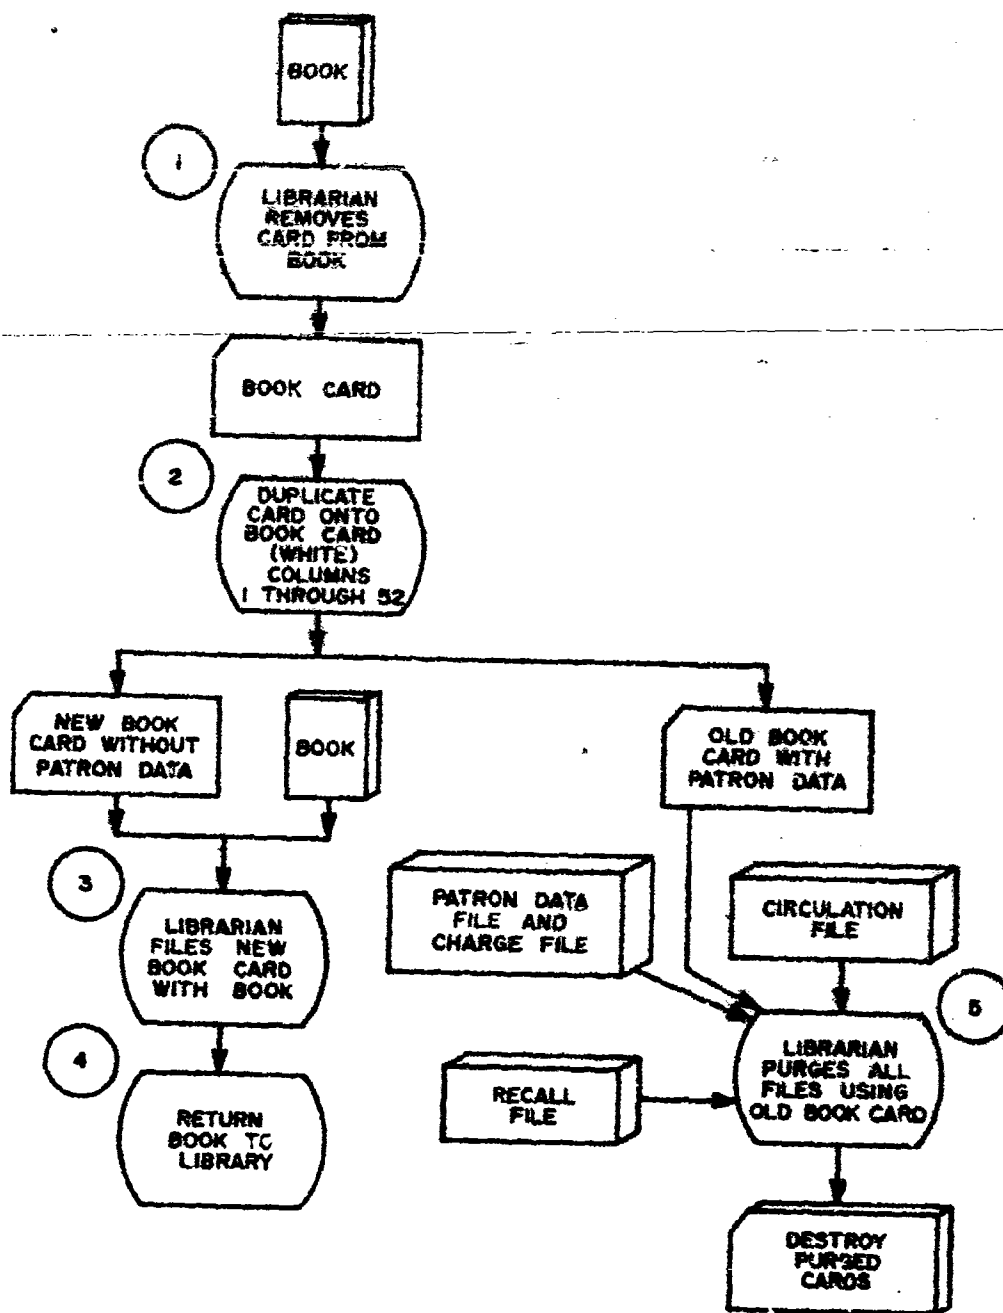 BOOK
1
LIBRARIAN
REMOVES
CARD FROM
BOOK
BOOK CARD
2
DUPLICATE
CARD ONTO
BOOK CARD
(WHITE)
COLUMNS
1 THROUGH 52
NEW BOOK
CARD WITHOUT
PATRON DATA
BOOK
OLD BOOK
CARD WITH
PATRON DATA
3
LIBRARIAN
FILES NEW
BOOK CARD
WITH BOOK
PATRON DATA
FILE AND
CHARGE FILE
CIRCULATION
FILE
4
RETURN
BOOK TO
LIBRARY
RECALL
FILE
5
LIBRARIAN
PURGES ALL
FILES USING
OLD BOOK CARD
DESTROY
PURGED
CARDS